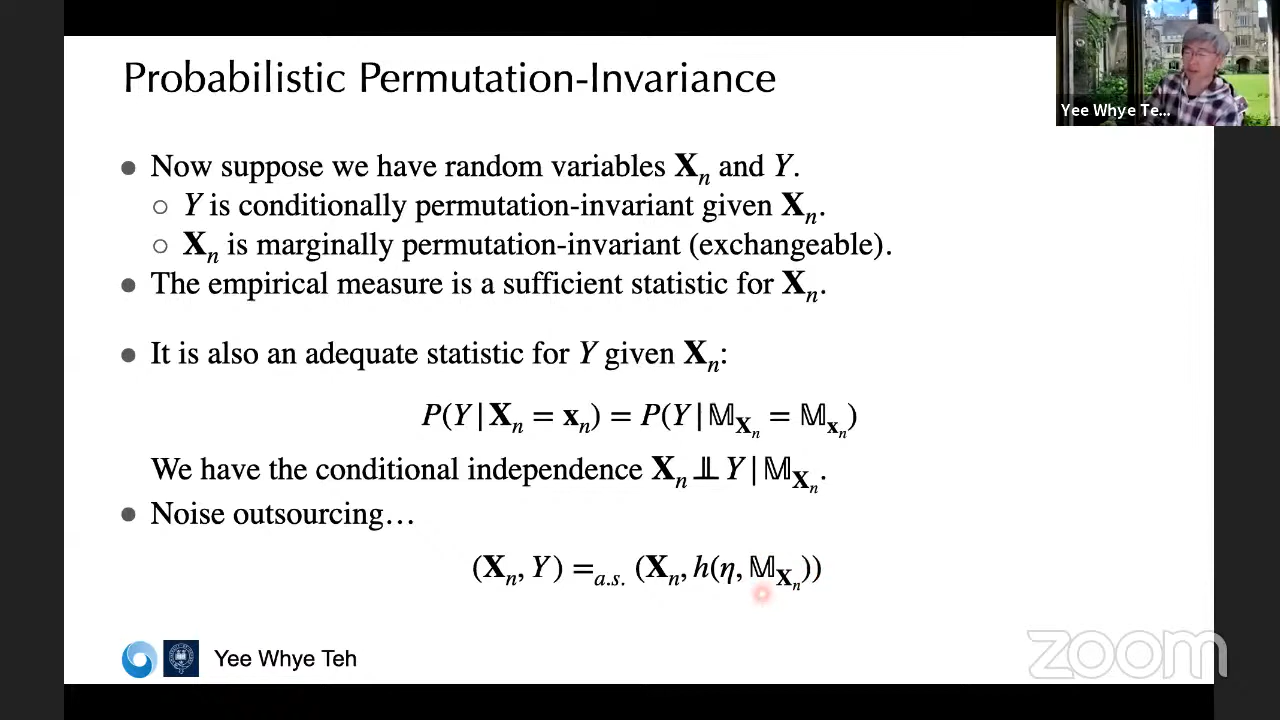 Probabilistic Permutation-Invariance
Yee Whye Te...
● Now suppose we have random variables 𝐗ₙ and Y.
○ Y is conditionally permutation-invariant given 𝐗ₙ.
○ 𝐗ₙ is marginally permutation-invariant (exchangeable).
● The empirical measure is a sufficient statistic for 𝐗ₙ.
● It is also an adequate statistic for Y given 𝐗ₙ:
P(Y | 𝐗ₙ = 𝐱ₙ) = P(Y | 𝕄_𝐗ₙ = 𝕄_𝐱ₙ)
We have the conditional independence 𝐗ₙ ⫫ Y | 𝕄_𝐗ₙ.
● Noise outsourcing…
(𝐗ₙ, Y) =_a.s. (𝐗ₙ, h(η, 𝕄_𝐗ₙ))
Yee Whye Teh
zoom